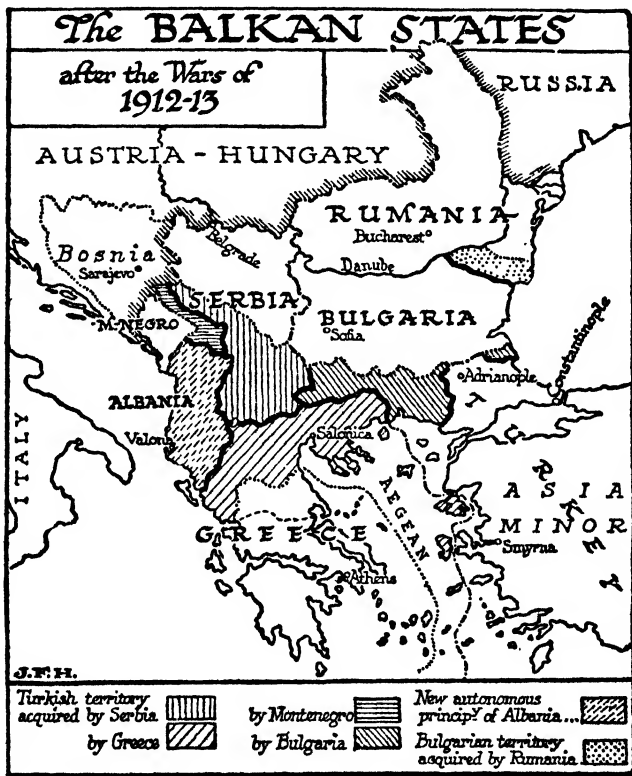 The BALKAN STATES
after the Wars of
1912-13
RUSSIA
AUSTRIA - HUNGARY
RUMANIA
Bucharest
Bosnia
Sarajevo
Belgrade
Danube
SERBIA
BULGARIA
Sofia
M-NEGRO
Constantinople
Adrianople
ALBANIA
Valona
Salonica
ITALY
TURKEY
ASIA
MINOR
AEGEAN
Smyrna
GREECE
Athens
J.F.H.
Turkish territory
acquired by Serbia
by Greece
by Montenegro
by Bulgaria
New autonomous
princip.y of Albania...
Bulgarian territory
acquired by Rumania